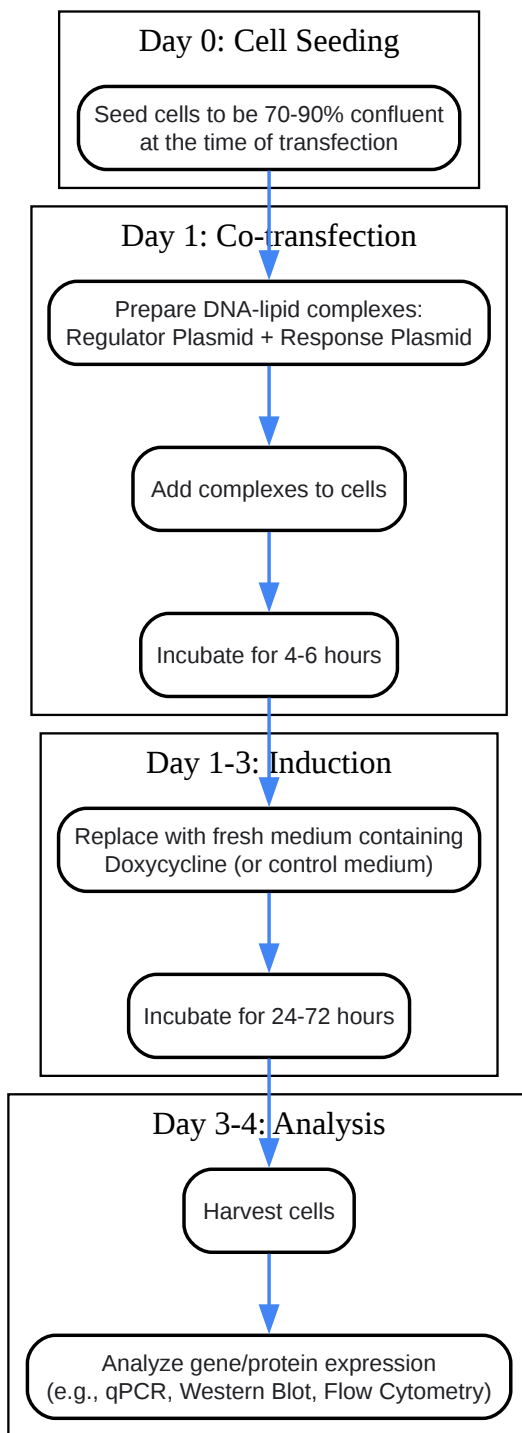 Day 0: Cell Seeding
Seed cells to be 70-90% confluent
at the time of transfection
Day 1: Co-transfection
Prepare DNA-lipid complexes:
Regulator Plasmid + Response Plasmid
Add complexes to cells
Incubate for 4-6 hours
Day 1-3: Induction
Replace with fresh medium containing
Doxycycline (or control medium)
Incubate for 24-72 hours
Day 3-4: Analysis
Harvest cells
Analyze gene/protein expression
(e.g., qPCR, Western Blot, Flow Cytometry)